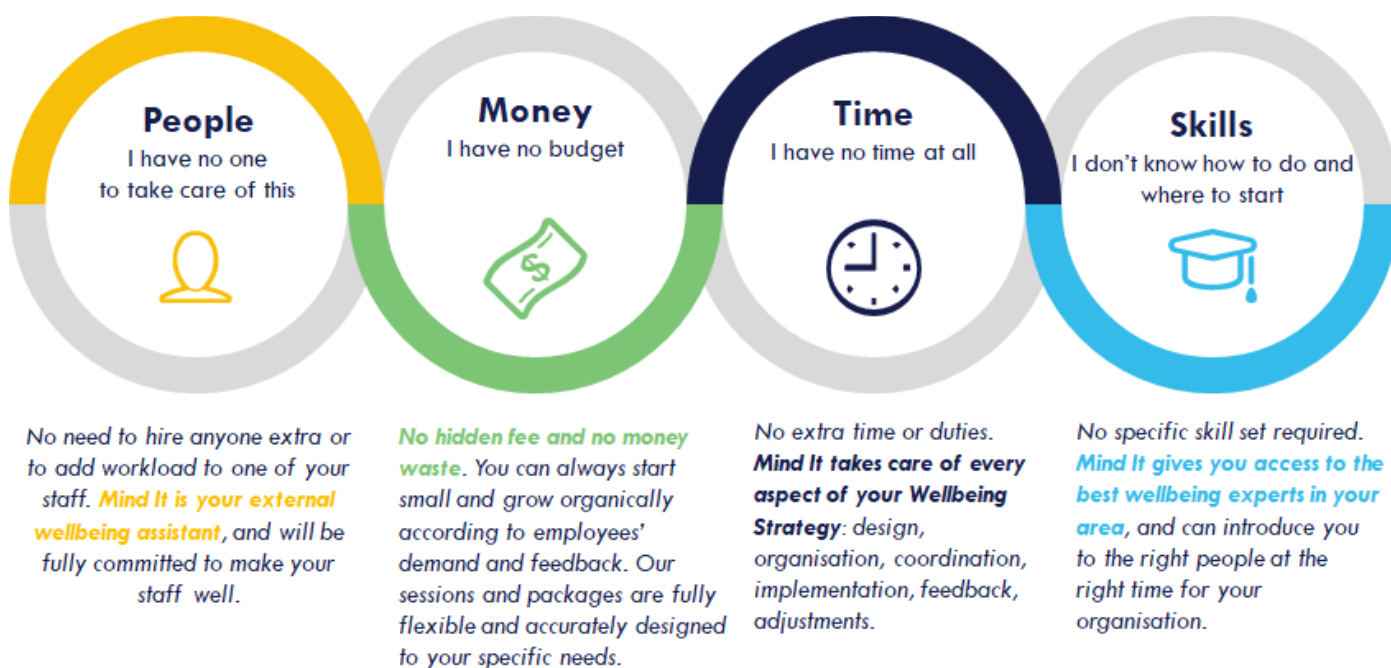 People
I have no one
to take care of this
Money
I have no budget
Time
I have no time at all
Skills
I don't know how to do and
where to start
$
No need to hire anyone extra or
to add workload to one of your
staff. Mind It is your external
wellbeing assistant, and will be
fully committed to make your
staff well.
No hidden fee and no money
waste. You can always start
small and grow organically
according to employees'
demand and feedback. Our
sessions and packages are fully
flexible and accurately designed
to your specific needs.
No extra time or duties.
Mind It takes care of every
aspect of your Wellbeing
Strategy: design,
organisation, coordination,
implementation, feedback,
adjustments.
No specific skill set required.
Mind It gives you access to the
best wellbeing experts in your
area, and can introduce you
to the right people at the
right time for your
organisation.